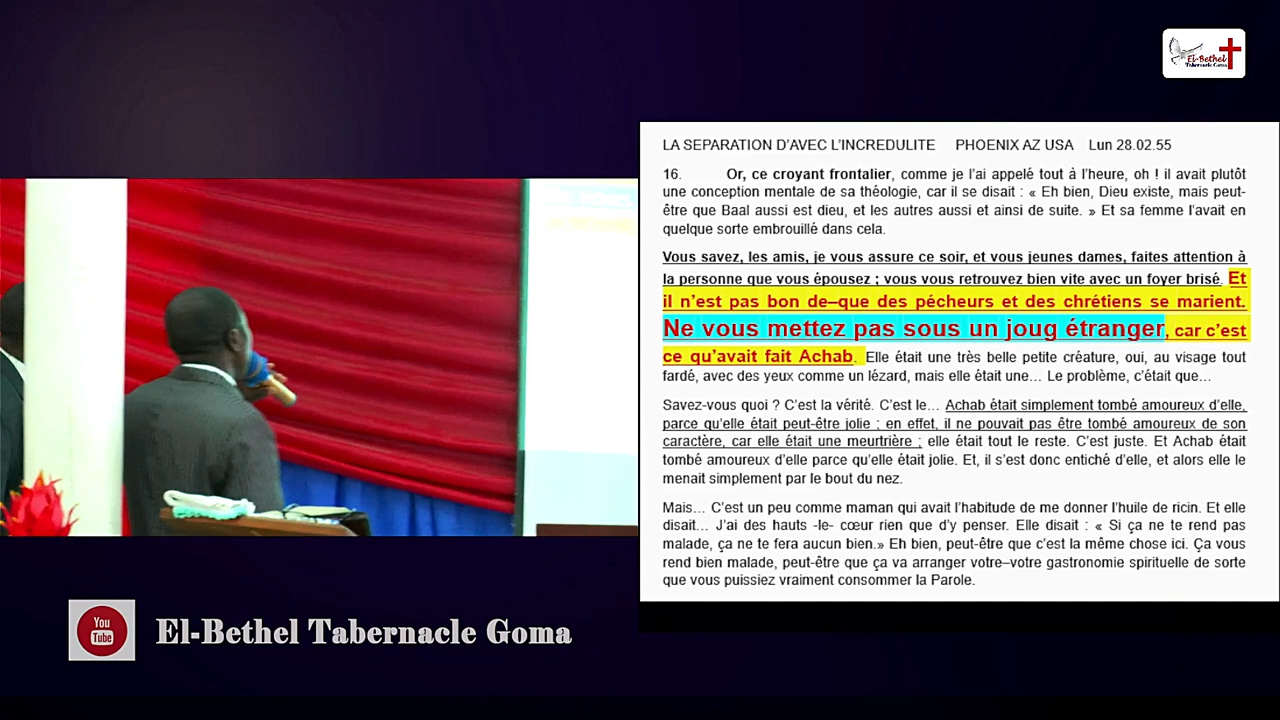 El-Bethel
Tabernacle Goma
LA SEPARATION D’AVEC L’INCREDULITE PHOENIX AZ USA Lun 28.02.55
16. Or, ce croyant frontalier, comme je l’ai appelé tout à l’heure, oh ! il avait plutôt
une conception mentale de sa théologie, car il se disait : « Eh bien, Dieu existe, mais peut-
être que Baal aussi est dieu, et les autres aussi et ainsi de suite. » Et sa femme l’avait en
quelque sorte embrouillé dans cela.
Vous savez, les amis, je vous assure ce soir, et vous jeunes dames, faites attention à
la personne que vous épousez ; vous vous retrouvez bien vite avec un foyer brisé. Et
il n’est pas bon de–que des pécheurs et des chrétiens se marient.
Ne vous mettez pas sous un joug étranger, car c’est
ce qu’avait fait Achab. Elle était une très belle petite créature, oui, au visage tout
fardé, avec des yeux comme un lézard, mais elle était une... Le problème, c’était que...
Savez-vous quoi ? C’est la vérité. C’est le... Achab était simplement tombé amoureux d’elle,
parce qu’elle était peut-être jolie ; en effet, il ne pouvait pas être tombé amoureux de son
caractère, car elle était une meurtrière ; elle était tout le reste. C’est juste. Et Achab était
tombé amoureux d’elle parce qu’elle était jolie. Et, il s’est donc entiché d’elle, et alors elle le
menait simplement par le bout du nez.
Mais... C’est un peu comme maman qui avait l’habitude de me donner l’huile de ricin. Et elle
disait... J’ai des hauts -le- cœur rien que d’y penser. Elle disait : « Si ça ne te rend pas
malade, ça ne te fera aucun bien.» Eh bien, peut-être que c’est la même chose ici. Ça vous
rend bien malade, peut-être que ça va arranger votre–votre gastronomie spirituelle de sorte
que vous puissiez vraiment consommer la Parole.
You
Tube
El-Bethel Tabernacle Goma